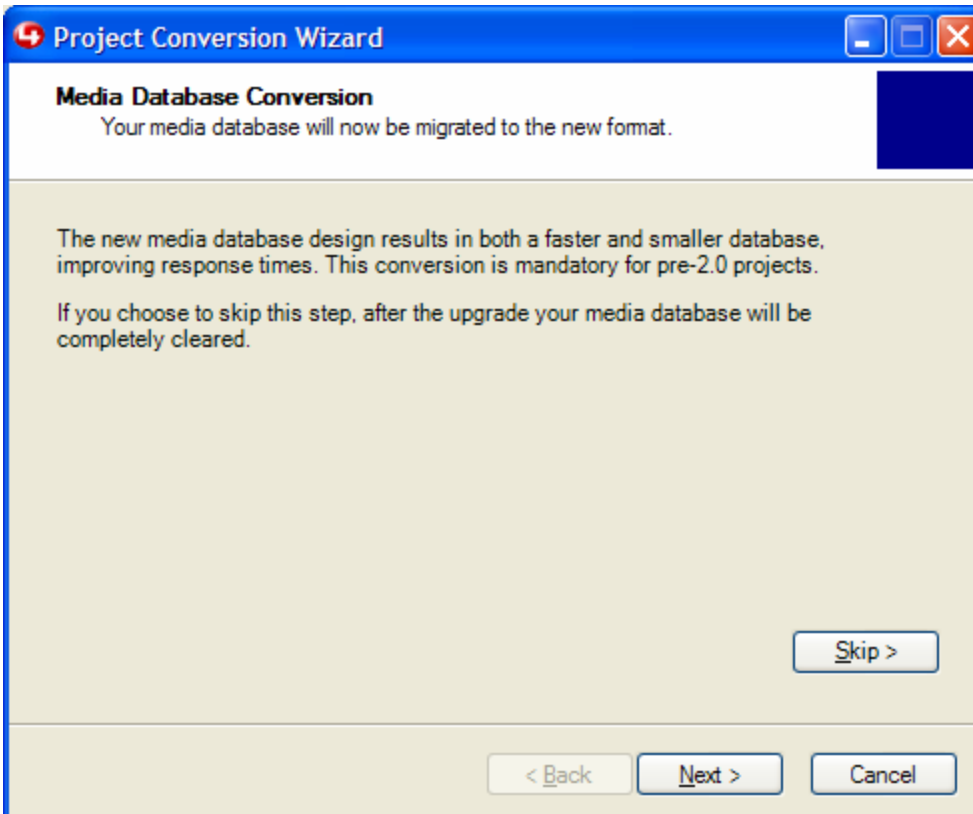 Project Conversion Wizard
Media Database Conversion
Your media database will now be migrated to the new format.
The new media database design results in both a faster and smaller database,
improving response times. This conversion is mandatory for pre-2.0 projects.
If you choose to skip this step, after the upgrade your media database will be
completely cleared.
Skip >
< Back
Next >
Cancel